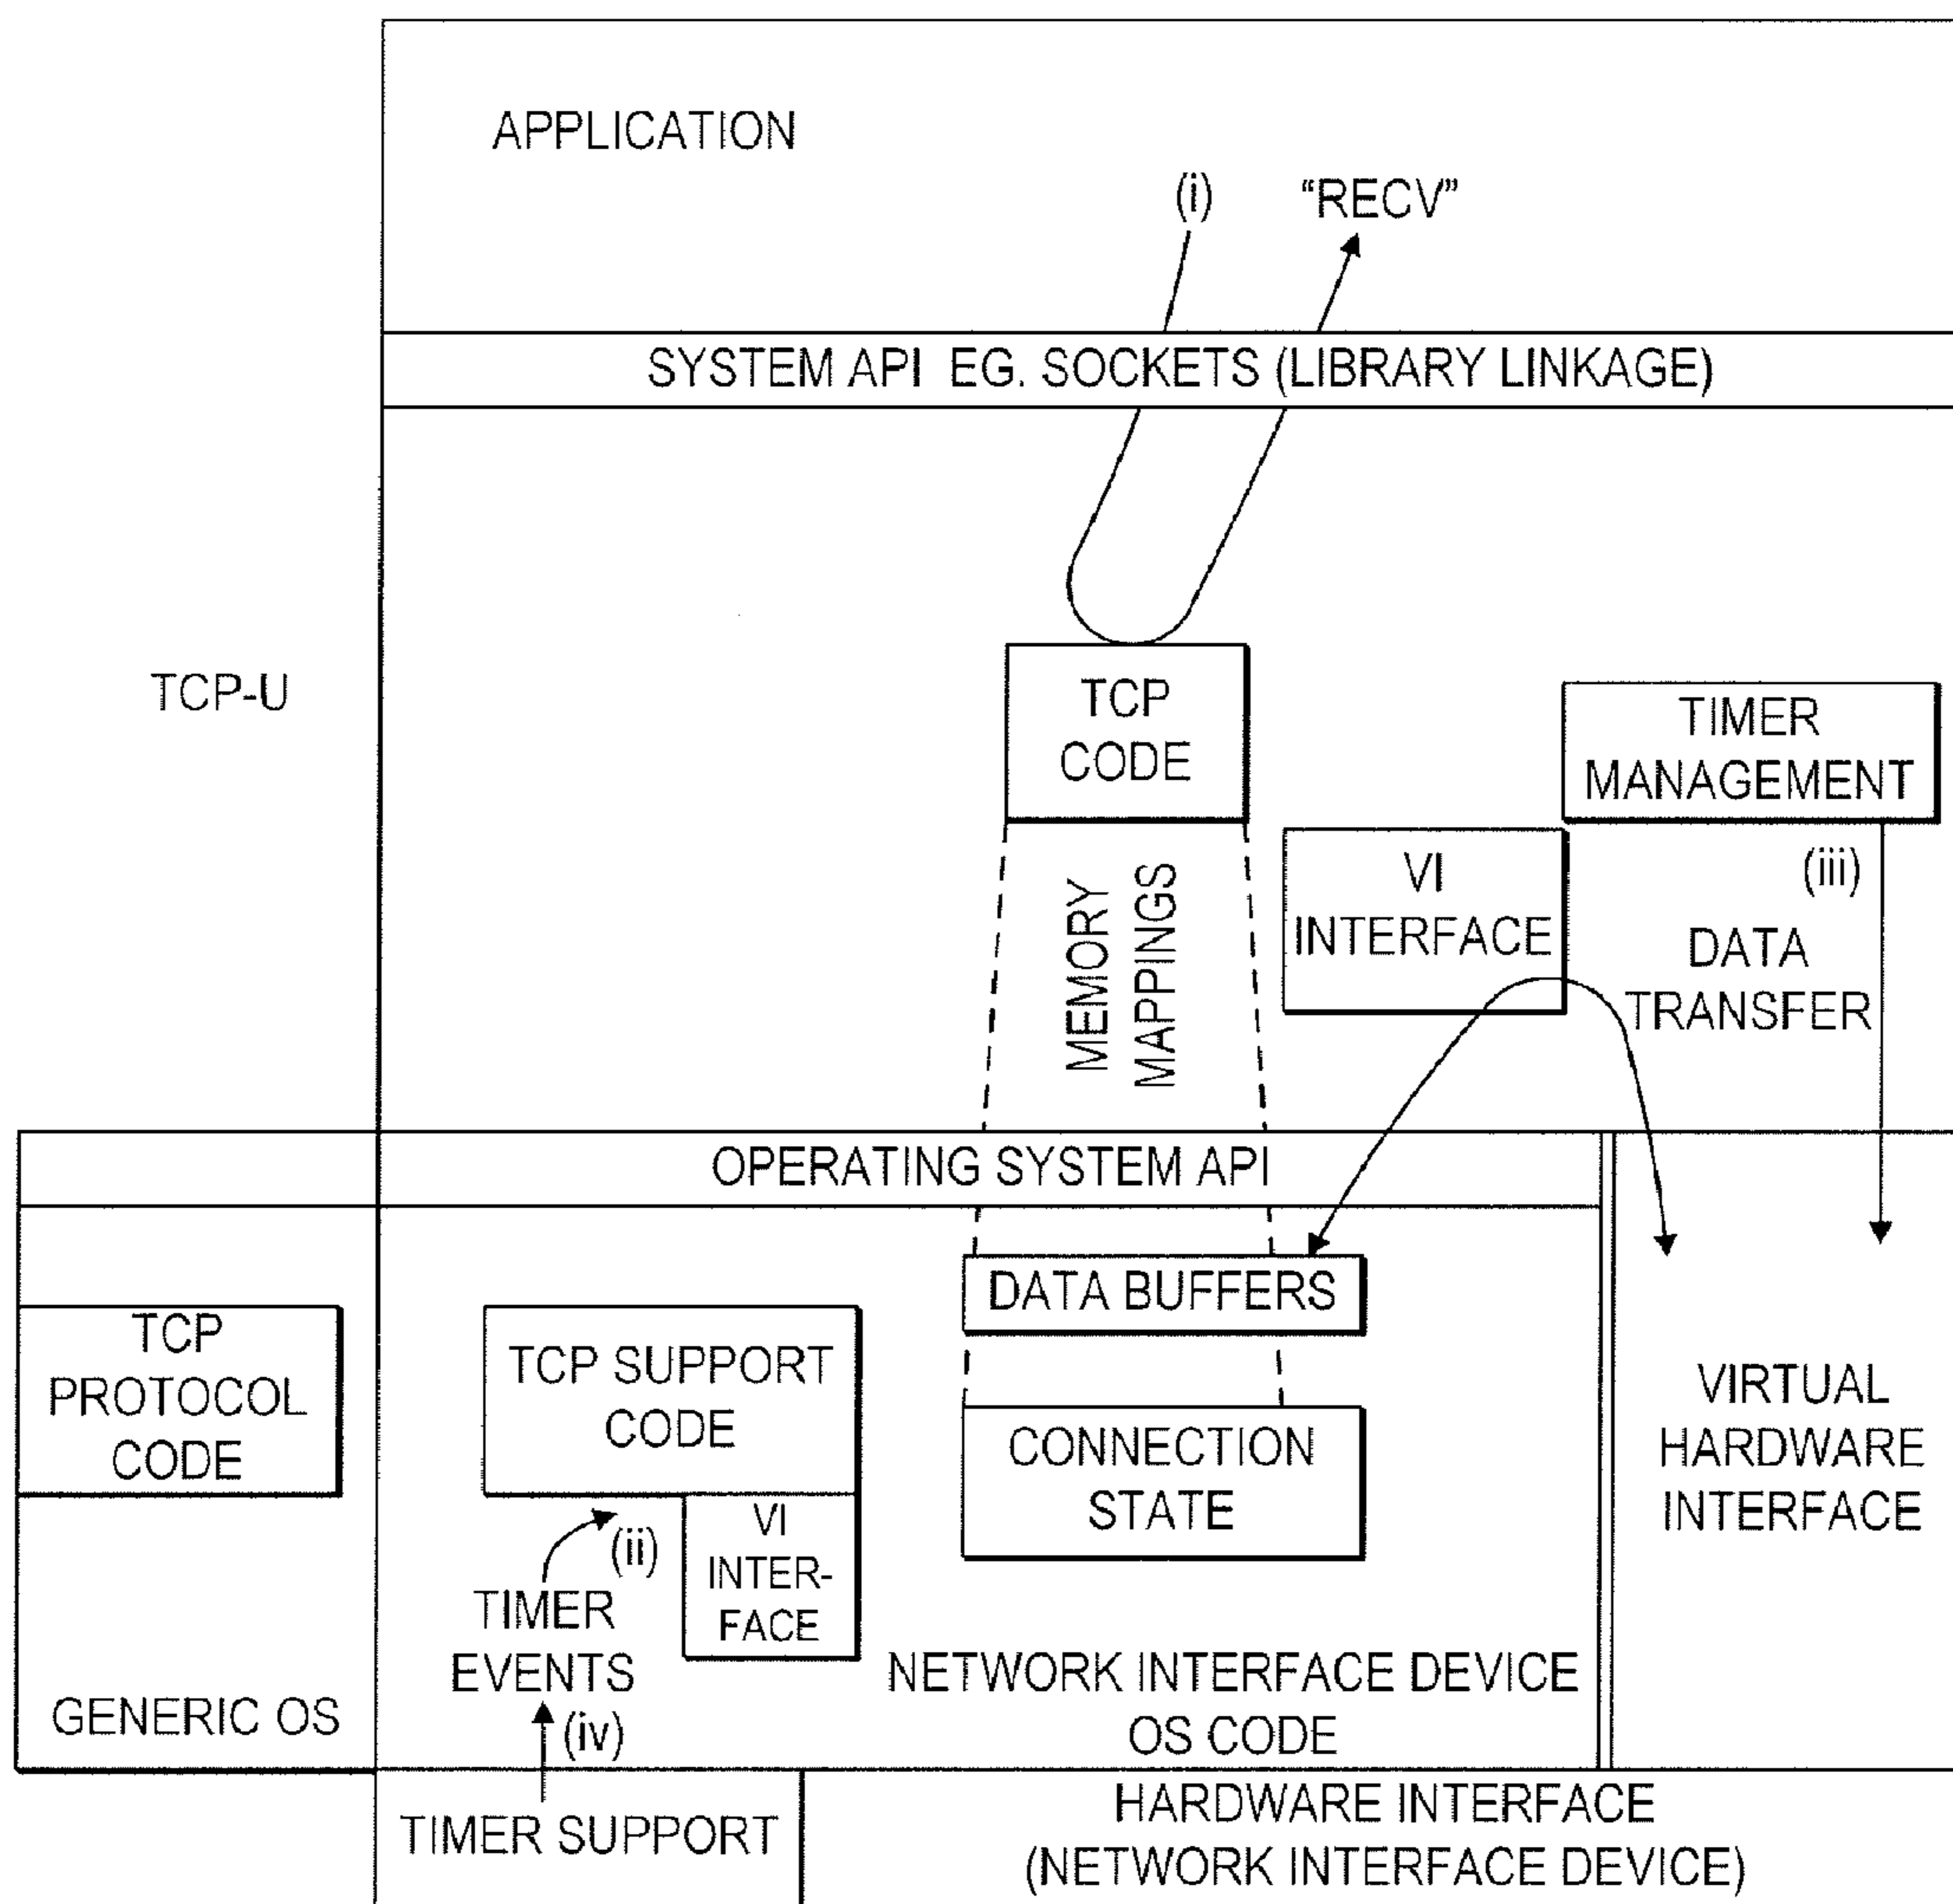 APPLICATION
(i)
“RECV”
SYSTEM API EG. SOCKETS (LIBRARY LINKAGE)
TCP-U
TCP
CODE
TIMER
MANAGEMENT
MEMORY
MAPPINGS
VI
INTERFACE
(iii)
DATA
TRANSFER
OPERATING SYSTEM API
DATA BUFFERS
TCP
PROTOCOL
CODE
TCP SUPPORT
CODE
CONNECTION
STATE
VIRTUAL
HARDWARE
INTERFACE
(ii)
VI
INTER-
FACE
TIMER
EVENTS
GENERIC OS
(iv)
NETWORK INTERFACE DEVICE
OS CODE
TIMER SUPPORT
HARDWARE INTERFACE
(NETWORK INTERFACE DEVICE)